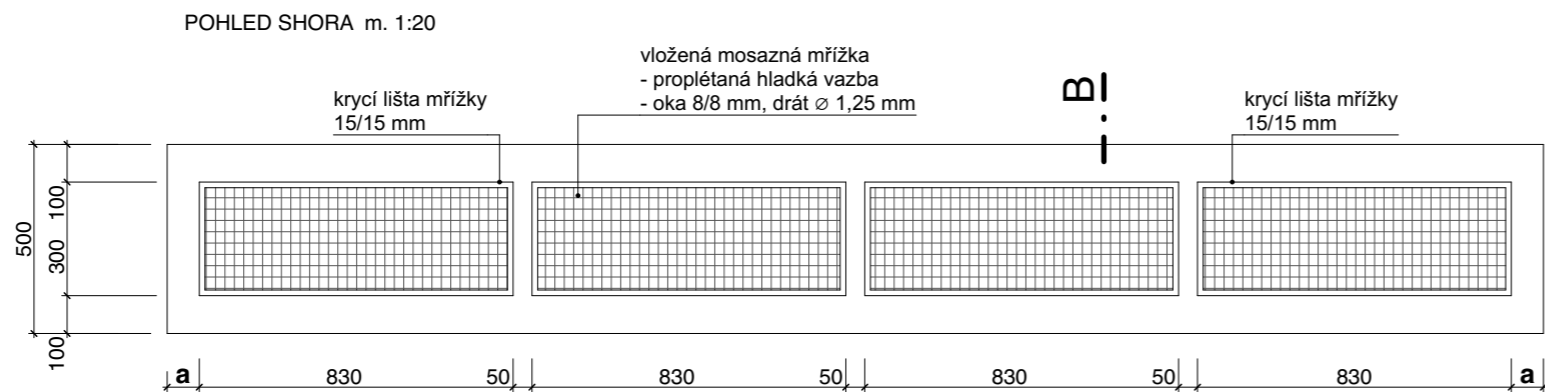 POHLED SHORA m. 1:20
vložená mosazná mřížka
- proplétaná hladká vazba
- oka 8/8 mm, drát ∅ 1,25 mm
krycí lišta mřížky
15/15 mm
B
krycí lišta mřížky
15/15 mm
500
100
300
100
a 830 50 830 50 830 50 830 a